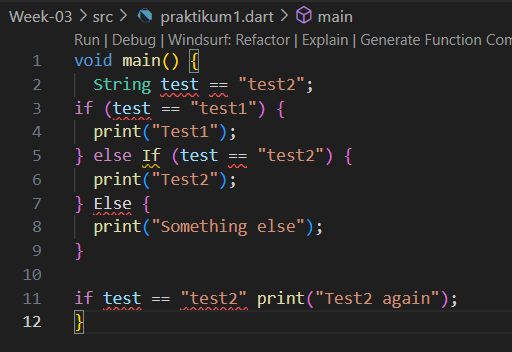 Week-03 > src > praktikum1.dart > main
Run | Debug | Windsurf: Refactor | Explain | Generate Function Com
1 void main() {
2   String test == "test2";
3 if (test == "test1") {
4   print("Test1");
5 } else If (test == "test2") {
6   print("Test2");
7 } Else {
8   print("Something else");
9 }
10
11 if test == "test2" print("Test2 again");
12 }